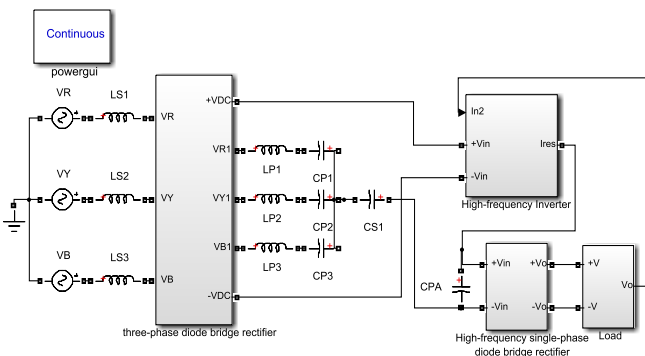 Continuous
powergui
VR
LS1
VY
LS2
VB
LS3
VR
VY
VB
+VDC
VR1
VY1
VB1
-VDC
three-phase diode bridge rectifier
LP1
CP1
LP2
CP2
LP3
CP3
CS1
In2
+Vin
-Vin
Ires
High-frequency Inverter
CPA
+Vin
-Vin
+Vo
-Vo
High-frequency single-phase
diode bridge rectifier
+V
-V
Vo
Load